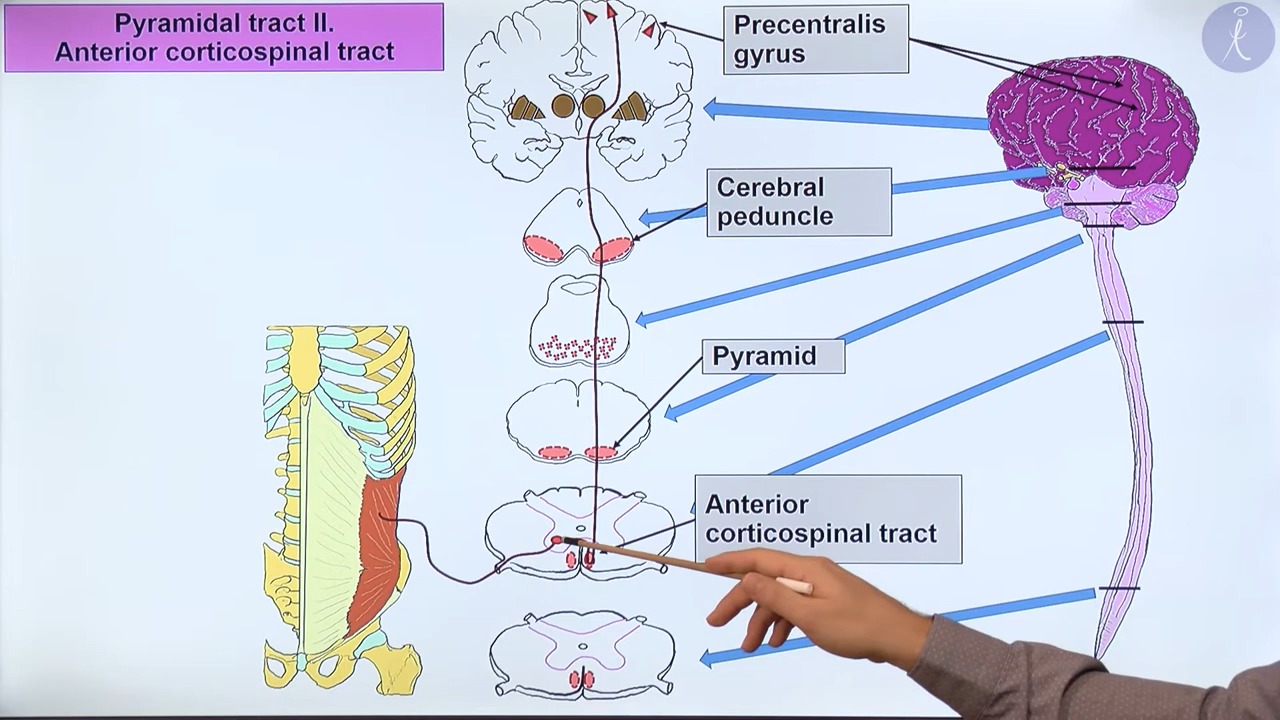 Pyramidal tract II.
Anterior corticospinal tract
Precentralis
gyrus
Cerebral
peduncle
Pyramid
Anterior
corticospinal tract